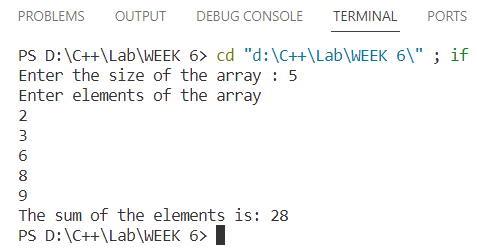 PROBLEMS OUTPUT DEBUG CONSOLE TERMINAL PORTS
PS D:\C++\Lab\WEEK 6> cd "d:\C++\Lab\WEEK 6\" ; if
Enter the size of the array : 5
Enter elements of the array
2
3
6
8
9
The sum of the elements is: 28
PS D:\C++\Lab\WEEK 6>